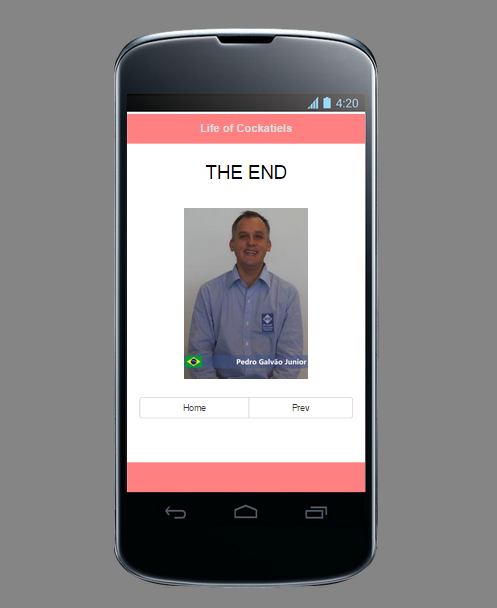 4:20
Life of Cockatiels
THE END
Pedro Galvão Junior
Home
Prev